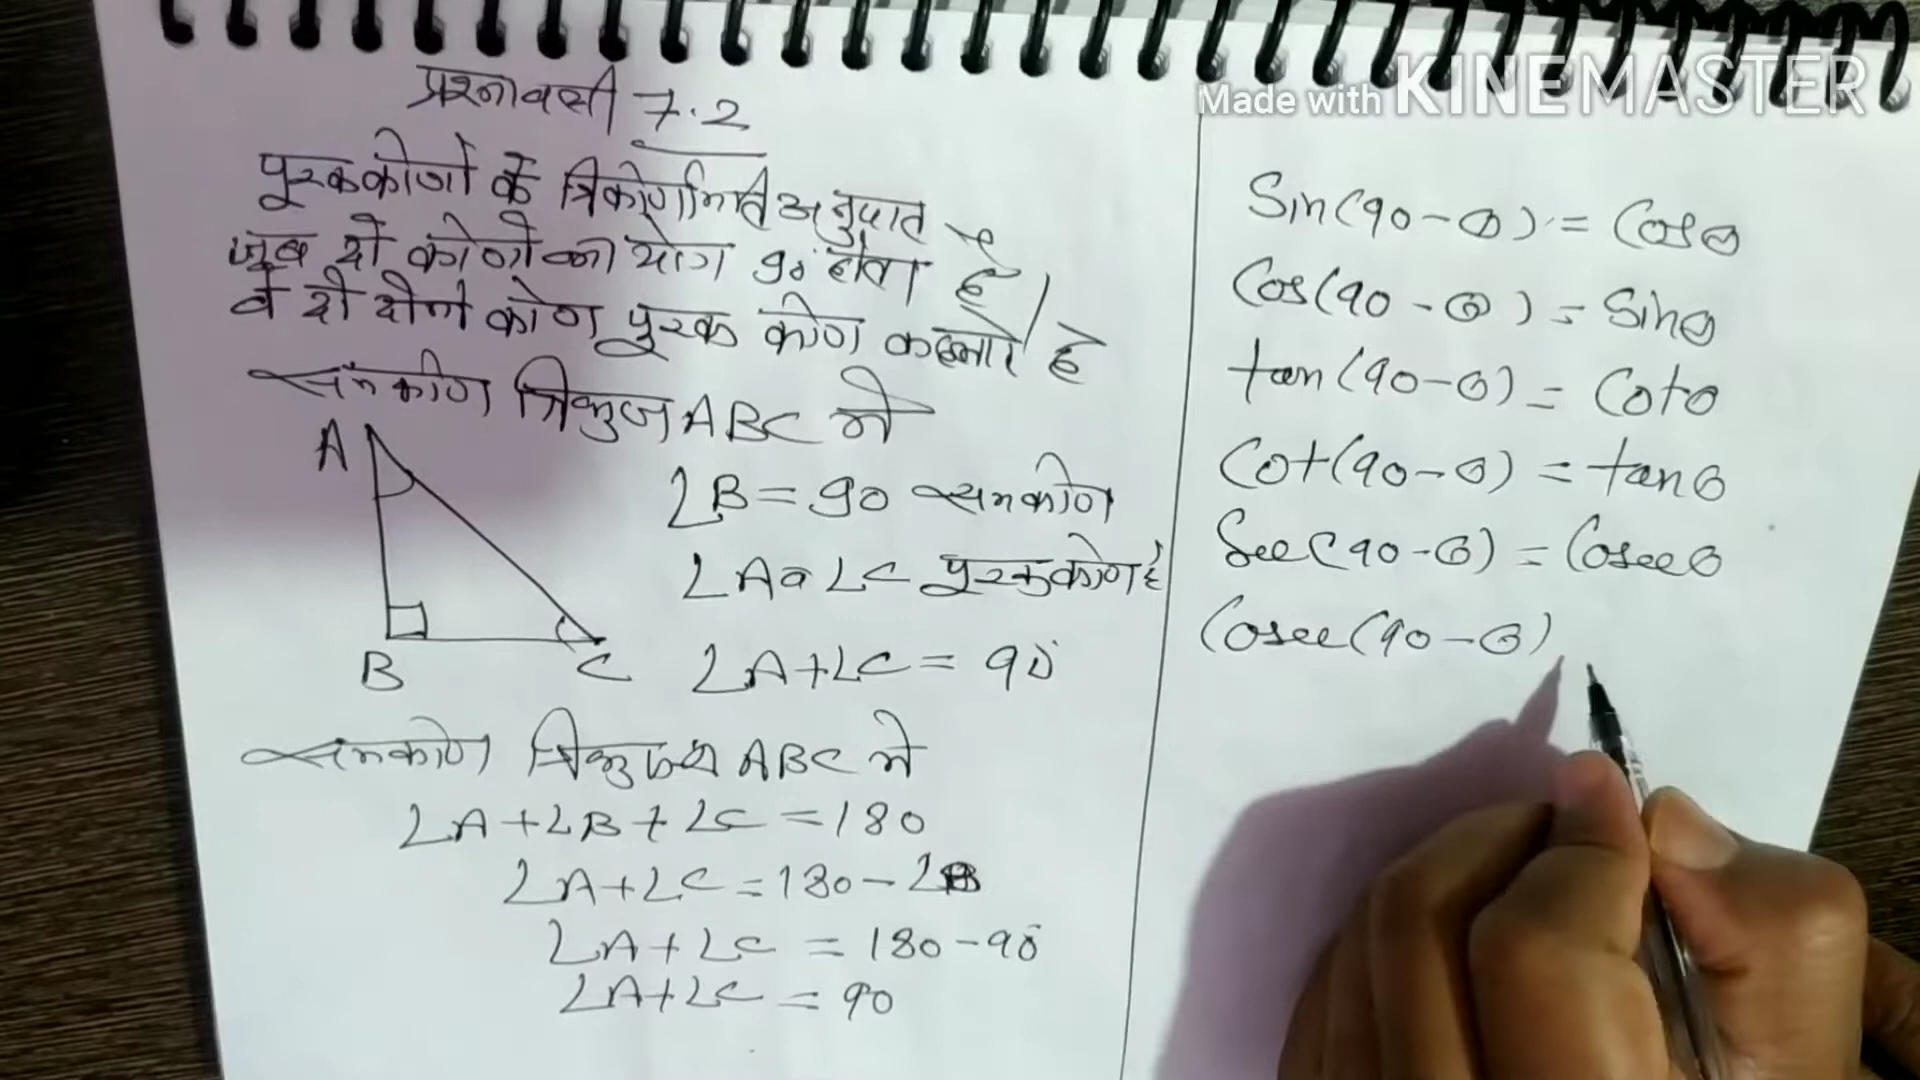 प्रश्नावली 7.2
पूरककोणों के त्रिकोणमिति अनुपात
जब दो कोणों का योग 90° होता है।
वे दो दोनों कोण पूरक कोण कहलाते है
समकोण त्रिभुज ABC में
A
B
C
∠B = 90 समकोण
∠A व ∠C पूरककोण है
∠A+∠C = 90°
समकोण त्रिभुज ABC में
∠A+∠B+∠C = 180
∠A+∠C = 180-∠B
∠A+∠C = 180-90°
∠A+∠C = 90
Made with KINEMASTER
Sin(90-θ) = Cosθ
Cos(90-θ) = Sinθ
tan(90-θ) = Cotθ
Cot(90-θ) = tanθ
Sec(90-θ) = Cosecθ
Cosec(90-θ)